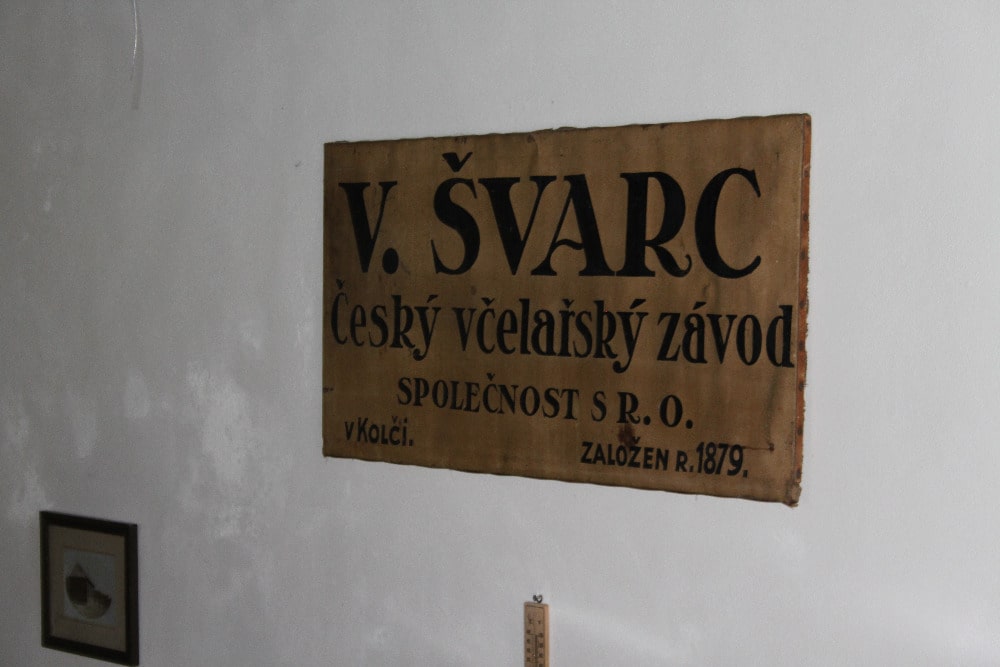 V. ŠVARC
Český včelařský závod
SPOLEČNOST S R. O.
v Kolči.
ZALOŽEN R. 1879.